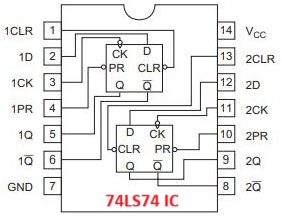 1CLR 1 14 VCC
1D 2 13 2CLR
CK D
1CK 3 12 2D
PR CLR
1PR 4 11 2CK
Q Q̅
D CK
1Q 5 10 2PR
CLR PR
1Q̅ 6 9 2Q
Q Q̅
GND 7 8 2Q̅
74LS74 IC